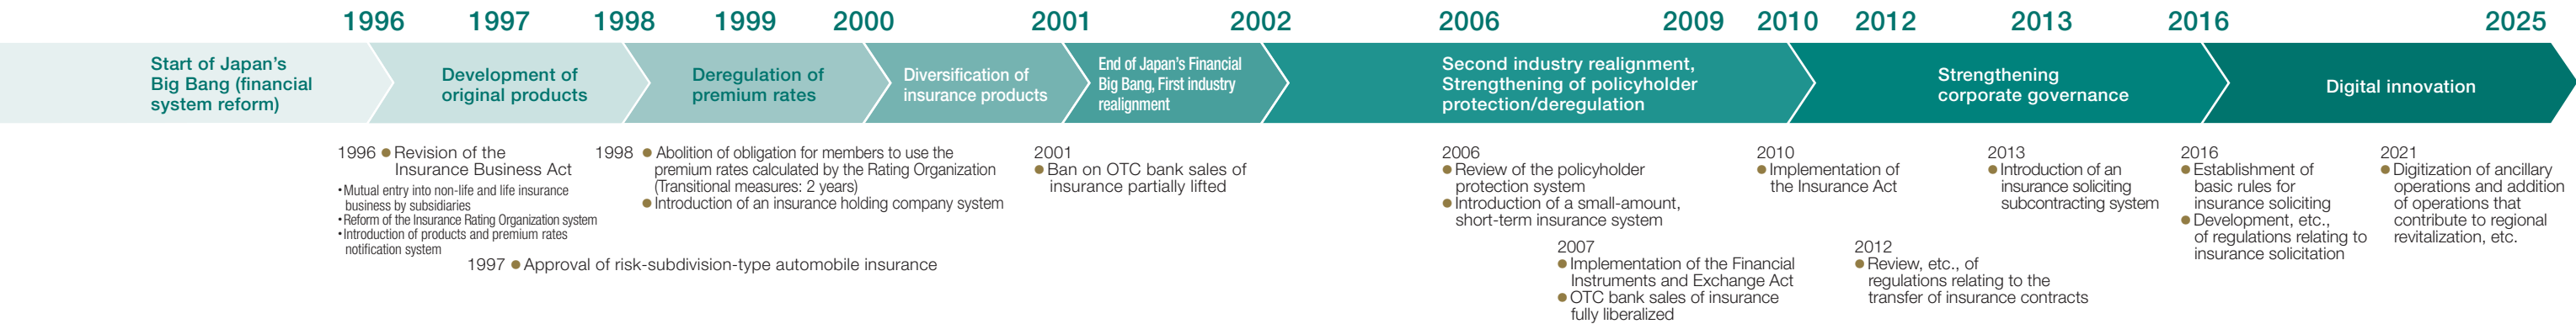 1996 1997 1998 1999 2000 2001 2002 2006 2009 2010 2012 2013 2016 2025
Start of Japan's
Big Bang (financial
system reform)
Development of
original products
Deregulation of
premium rates
Diversification of
insurance products
End of Japan's Financial
Big Bang, First industry
realignment
Second industry realignment,
Strengthening of policyholder
protection/deregulation
Strengthening
corporate governance
Digital innovation
1996 ● Revision of the
Insurance Business Act
・Mutual entry into non-life and life insurance
business by subsidiaries
・Reform of the Insurance Rating Organization system
・Introduction of products and premium rates
notification system
1997 ● Approval of risk-subdivision-type automobile insurance
1998 ● Abolition of obligation for members to use the
premium rates calculated by the Rating Organization
(Transitional measures: 2 years)
● Introduction of an insurance holding company system
2001
● Ban on OTC bank sales of
insurance partially lifted
2006
● Review of the policyholder
protection system
● Introduction of a small-amount,
short-term insurance system
2007
● Implementation of the Financial
Instruments and Exchange Act
● OTC bank sales of insurance
fully liberalized
2010
● Implementation of
the Insurance Act
2012
● Review, etc., of
regulations relating to the
transfer of insurance contracts
2013
● Introduction of an
insurance soliciting
subcontracting system
2016
● Establishment of
basic rules for
insurance soliciting
● Development, etc.,
of regulations relating to
insurance solicitation
2021
● Digitization of ancillary
operations and addition
of operations that
contribute to regional
revitalization, etc.